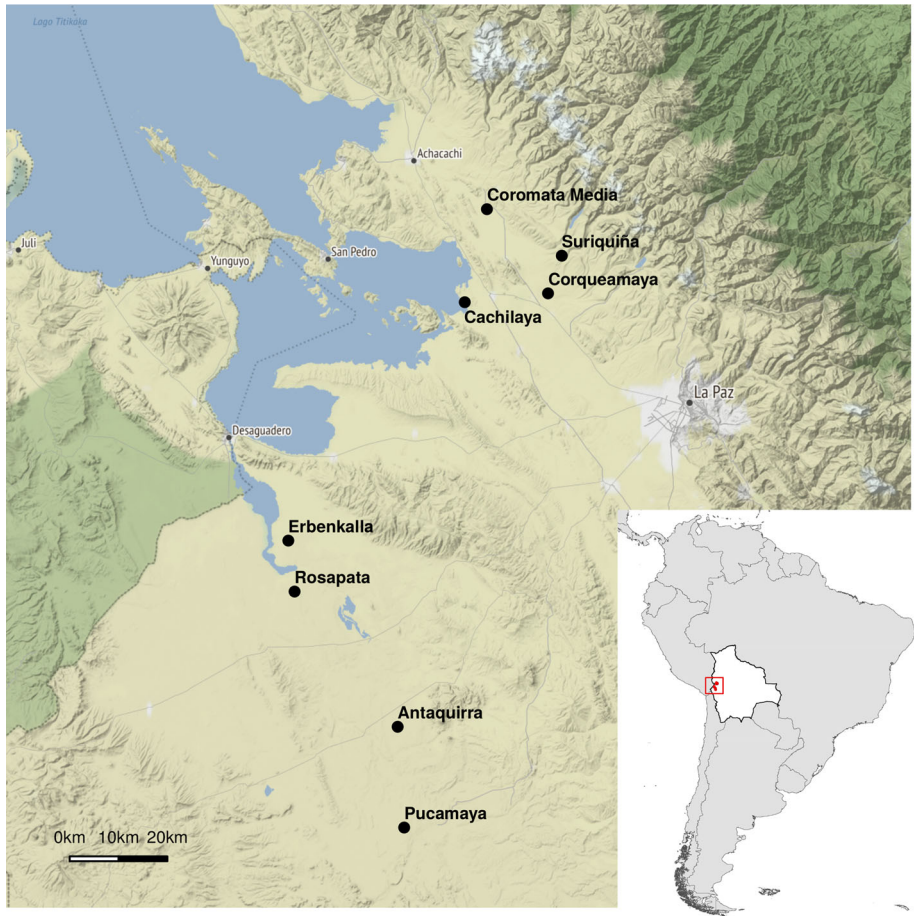 Lago Titikaka
Achacachi
Coromata Media
Juli
Yunguyo
San Pedro
Suriquiña
Corqueamaya
Cachilaya
La Paz
Desaguadero
Erbenkalla
Rosapata
Antaquirra
Pucamaya
0km 10km 20km